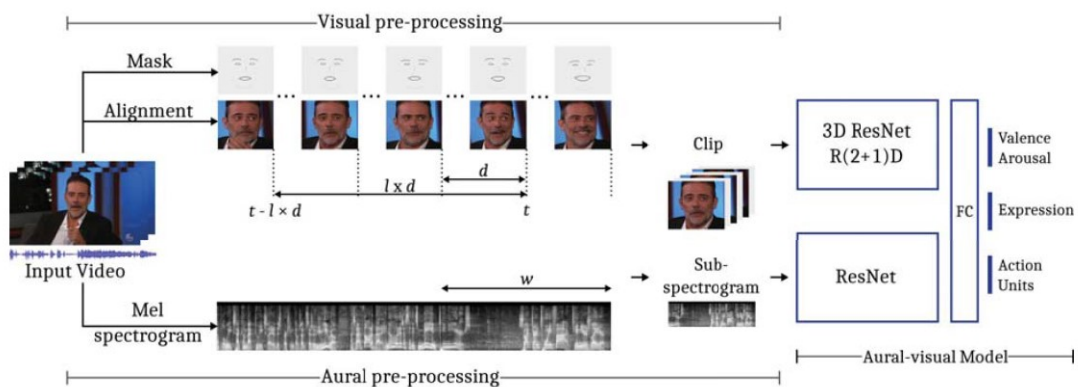 Visual pre-processing
Mask
Alignment
... ... ... ...
d
l x d
t - l × d
t
Input Video
Mel
spectrogram
w
Clip
Sub-
spectrogram
3D ResNet
R(2+1)D
ResNet
FC
Valence
Arousal
Expression
Action
Units
Aural pre-processing
Aural-visual Model